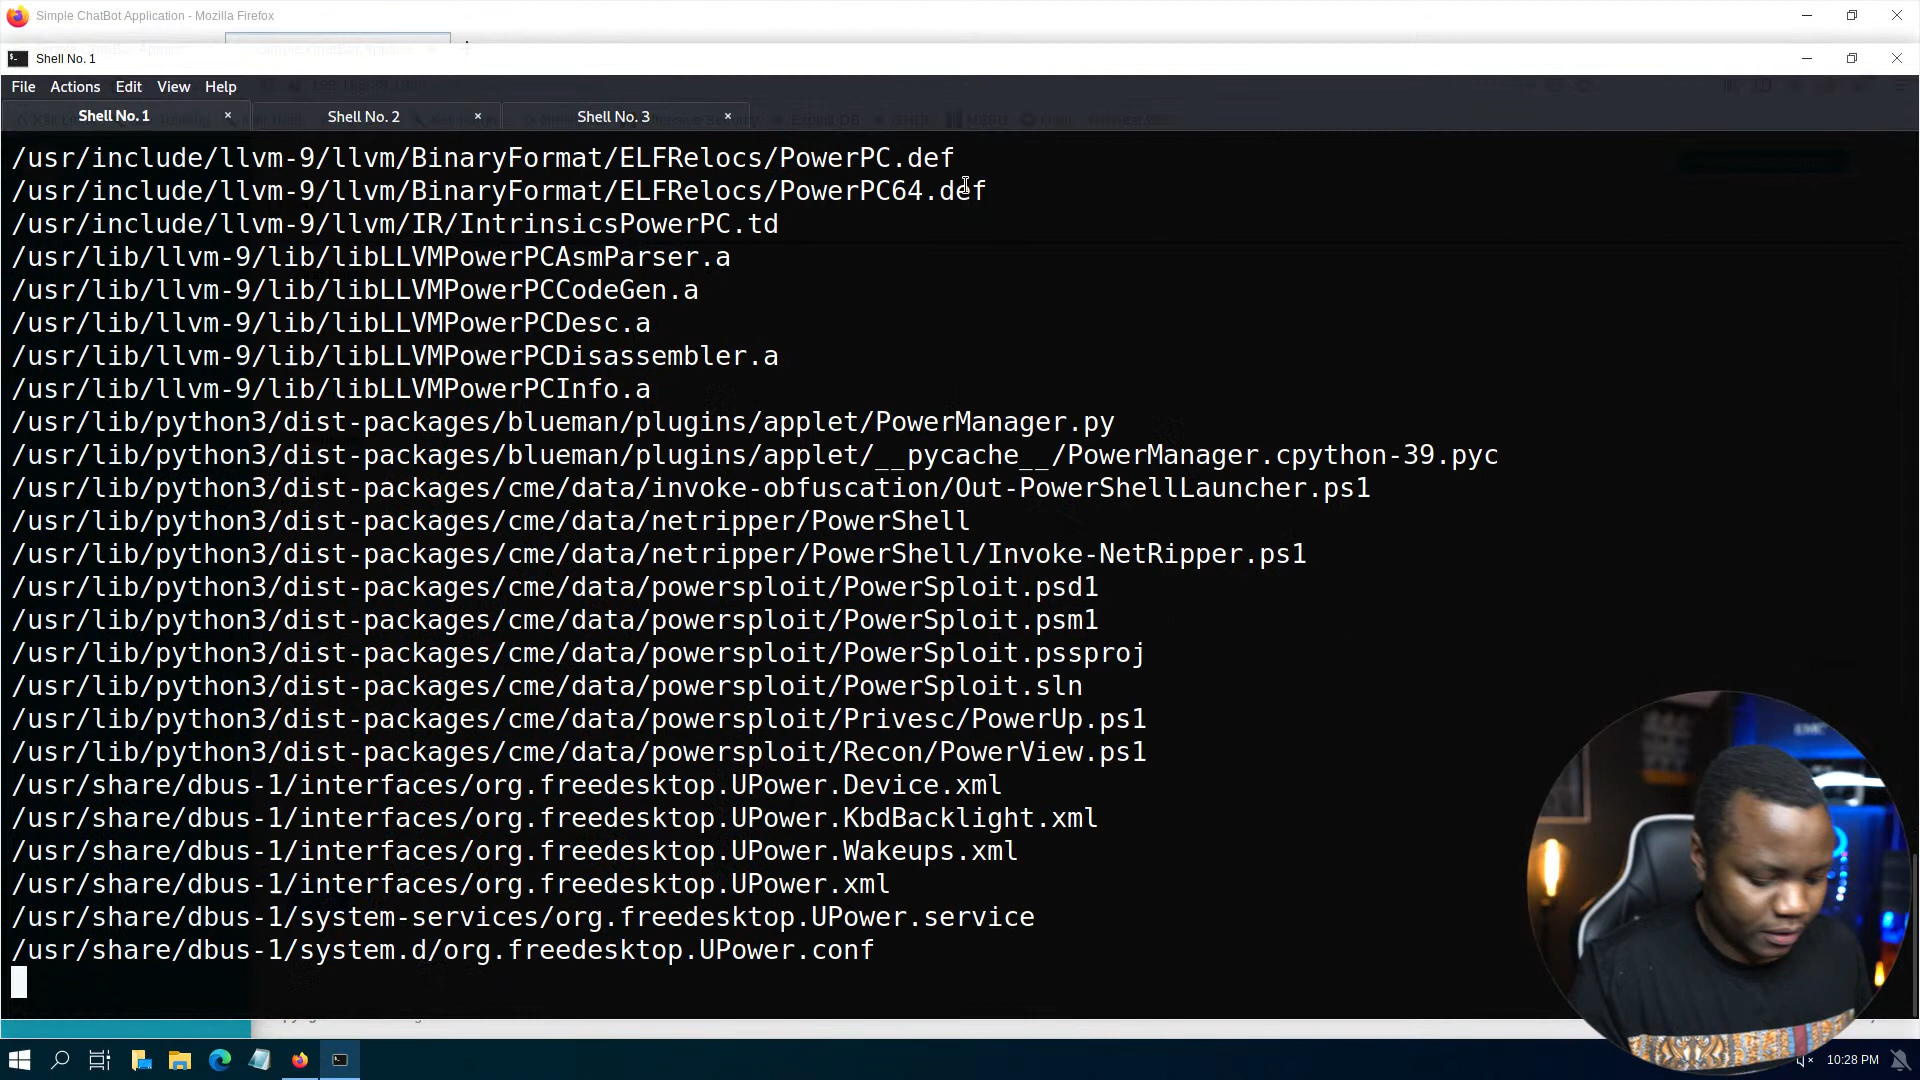 Simple ChatBot Application - Mozilla Firefox
Shell No. 1
File Actions Edit View Help
Shell No. 1 × Shell No. 2 × Shell No. 3 ×
/usr/include/llvm-9/llvm/BinaryFormat/ELFRelocs/PowerPC.def
/usr/include/llvm-9/llvm/BinaryFormat/ELFRelocs/PowerPC64.def
/usr/include/llvm-9/llvm/IR/IntrinsicsPowerPC.td
/usr/lib/llvm-9/lib/libLLVMPowerPCAsmParser.a
/usr/lib/llvm-9/lib/libLLVMPowerPCCodeGen.a
/usr/lib/llvm-9/lib/libLLVMPowerPCDesc.a
/usr/lib/llvm-9/lib/libLLVMPowerPCDisassembler.a
/usr/lib/llvm-9/lib/libLLVMPowerPCInfo.a
/usr/lib/python3/dist-packages/blueman/plugins/applet/PowerManager.py
/usr/lib/python3/dist-packages/blueman/plugins/applet/__pycache__/PowerManager.cpython-39.pyc
/usr/lib/python3/dist-packages/cme/data/invoke-obfuscation/Out-PowerShellLauncher.ps1
/usr/lib/python3/dist-packages/cme/data/netripper/PowerShell
/usr/lib/python3/dist-packages/cme/data/netripper/PowerShell/Invoke-NetRipper.ps1
/usr/lib/python3/dist-packages/cme/data/powersploit/PowerSploit.psd1
/usr/lib/python3/dist-packages/cme/data/powersploit/PowerSploit.psm1
/usr/lib/python3/dist-packages/cme/data/powersploit/PowerSploit.pssproj
/usr/lib/python3/dist-packages/cme/data/powersploit/PowerSploit.sln
/usr/lib/python3/dist-packages/cme/data/powersploit/Privesc/PowerUp.ps1
/usr/lib/python3/dist-packages/cme/data/powersploit/Recon/PowerView.ps1
/usr/share/dbus-1/interfaces/org.freedesktop.UPower.Device.xml
/usr/share/dbus-1/interfaces/org.freedesktop.UPower.KbdBacklight.xml
/usr/share/dbus-1/interfaces/org.freedesktop.UPower.Wakeups.xml
/usr/share/dbus-1/interfaces/org.freedesktop.UPower.xml
/usr/share/dbus-1/system-services/org.freedesktop.UPower.service
/usr/share/dbus-1/system.d/org.freedesktop.UPower.conf
10:28 PM